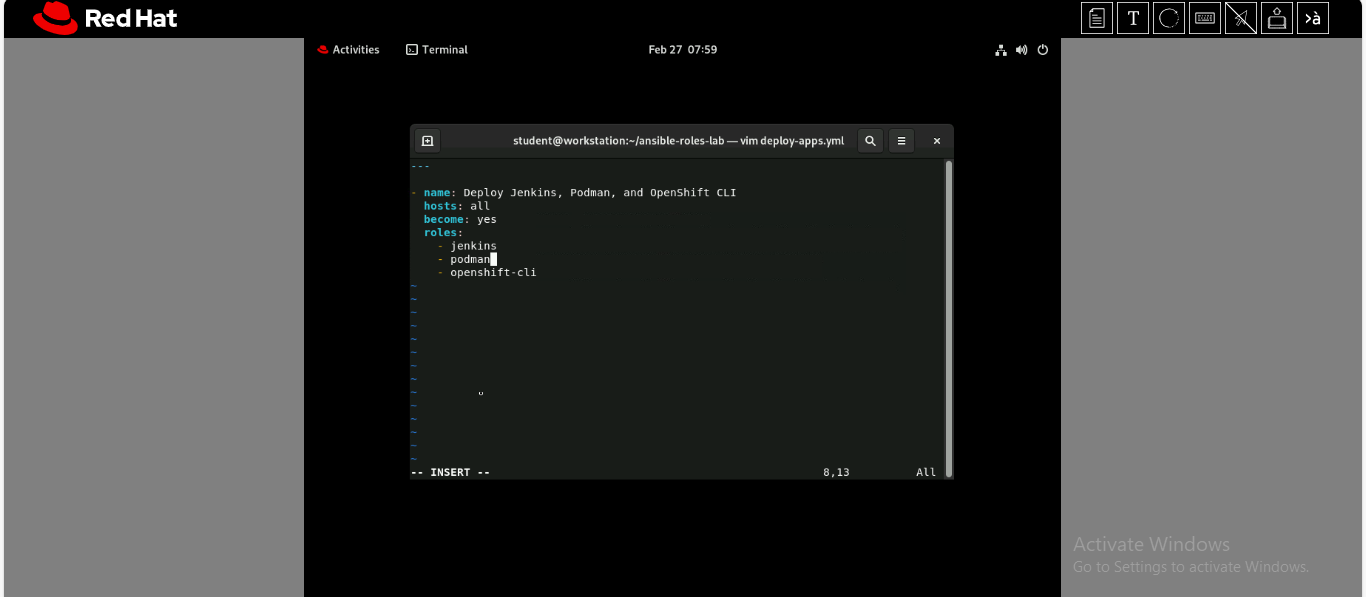 Red Hat
T
>à
Activities Terminal Feb 27 07:59
student@workstation:~/ansible-roles-lab — vim deploy-apps.yml
---
- name: Deploy Jenkins, Podman, and OpenShift CLI
  hosts: all
  become: yes
  roles:
    - jenkins
    - podman
    - openshift-cli
~
~
~
~
~
~
~
~
~
~
~
~
~
~
-- INSERT -- 8,13 All
Activate Windows
Go to Settings to activate Windows.